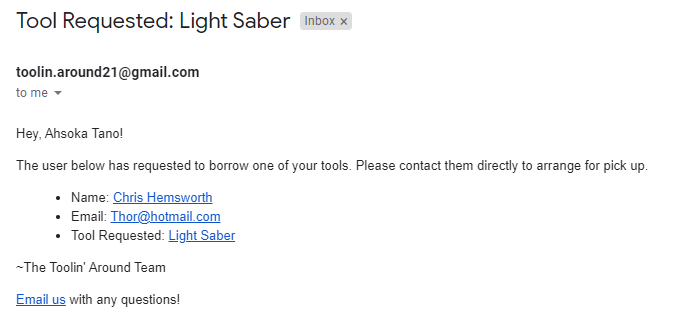 Tool Requested: Light Saber Inbox x
toolin.around21@gmail.com
to me
Hey, Ahsoka Tano!
The user below has requested to borrow one of your tools. Please contact them directly to arrange for pick up.
• Name: Chris Hemsworth
• Email: Thor@hotmail.com
• Tool Requested: Light Saber
~The Toolin' Around Team
Email us with any questions!